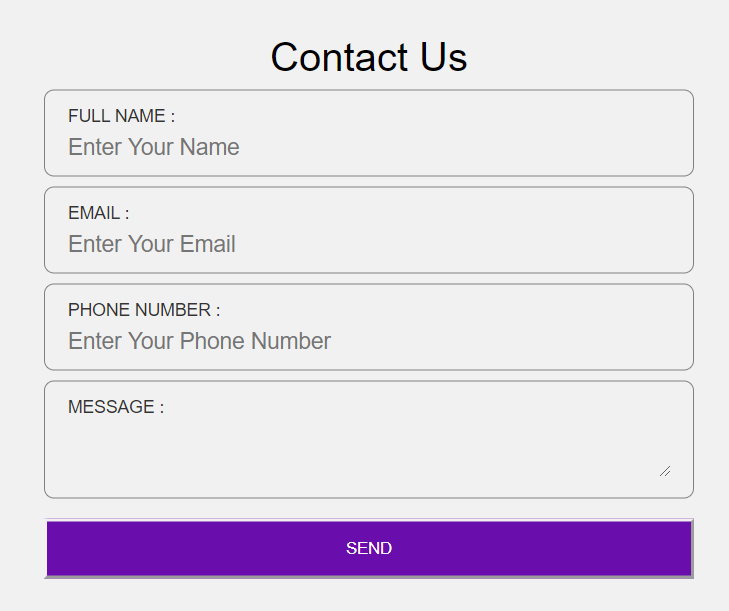 Contact Us
FULL NAME :
Enter Your Name
EMAIL :
Enter Your Email
PHONE NUMBER :
Enter Your Phone Number
MESSAGE :
SEND